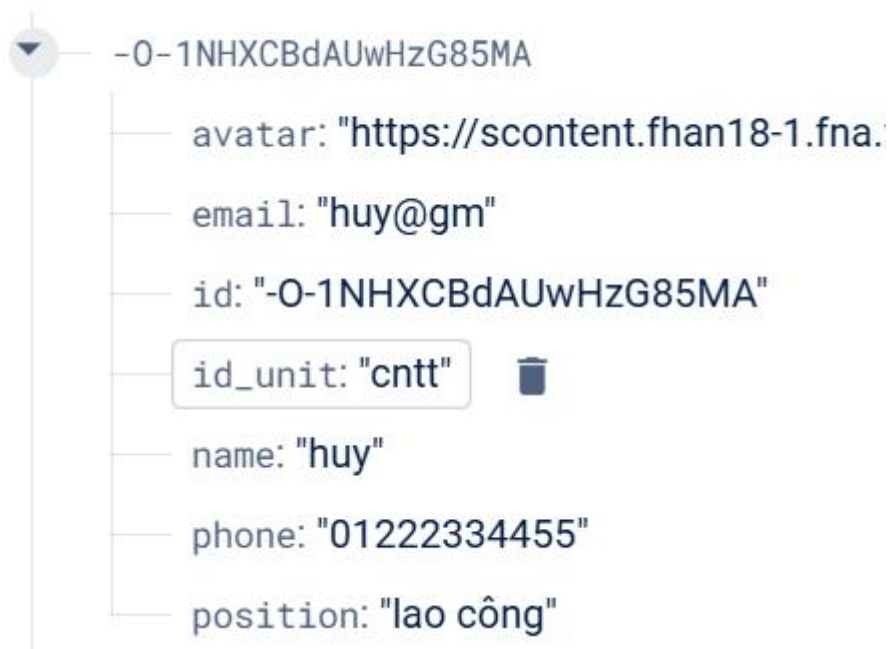 -O-1NHXCBdAUwHzG85MA
avatar: "https://scontent.fhan18-1.fna.
email: "huy@gm"
id: "-O-1NHXCBdAUwHzG85MA"
id_unit: "cntt"
name: "huy"
phone: "01222334455"
position: "lao công"